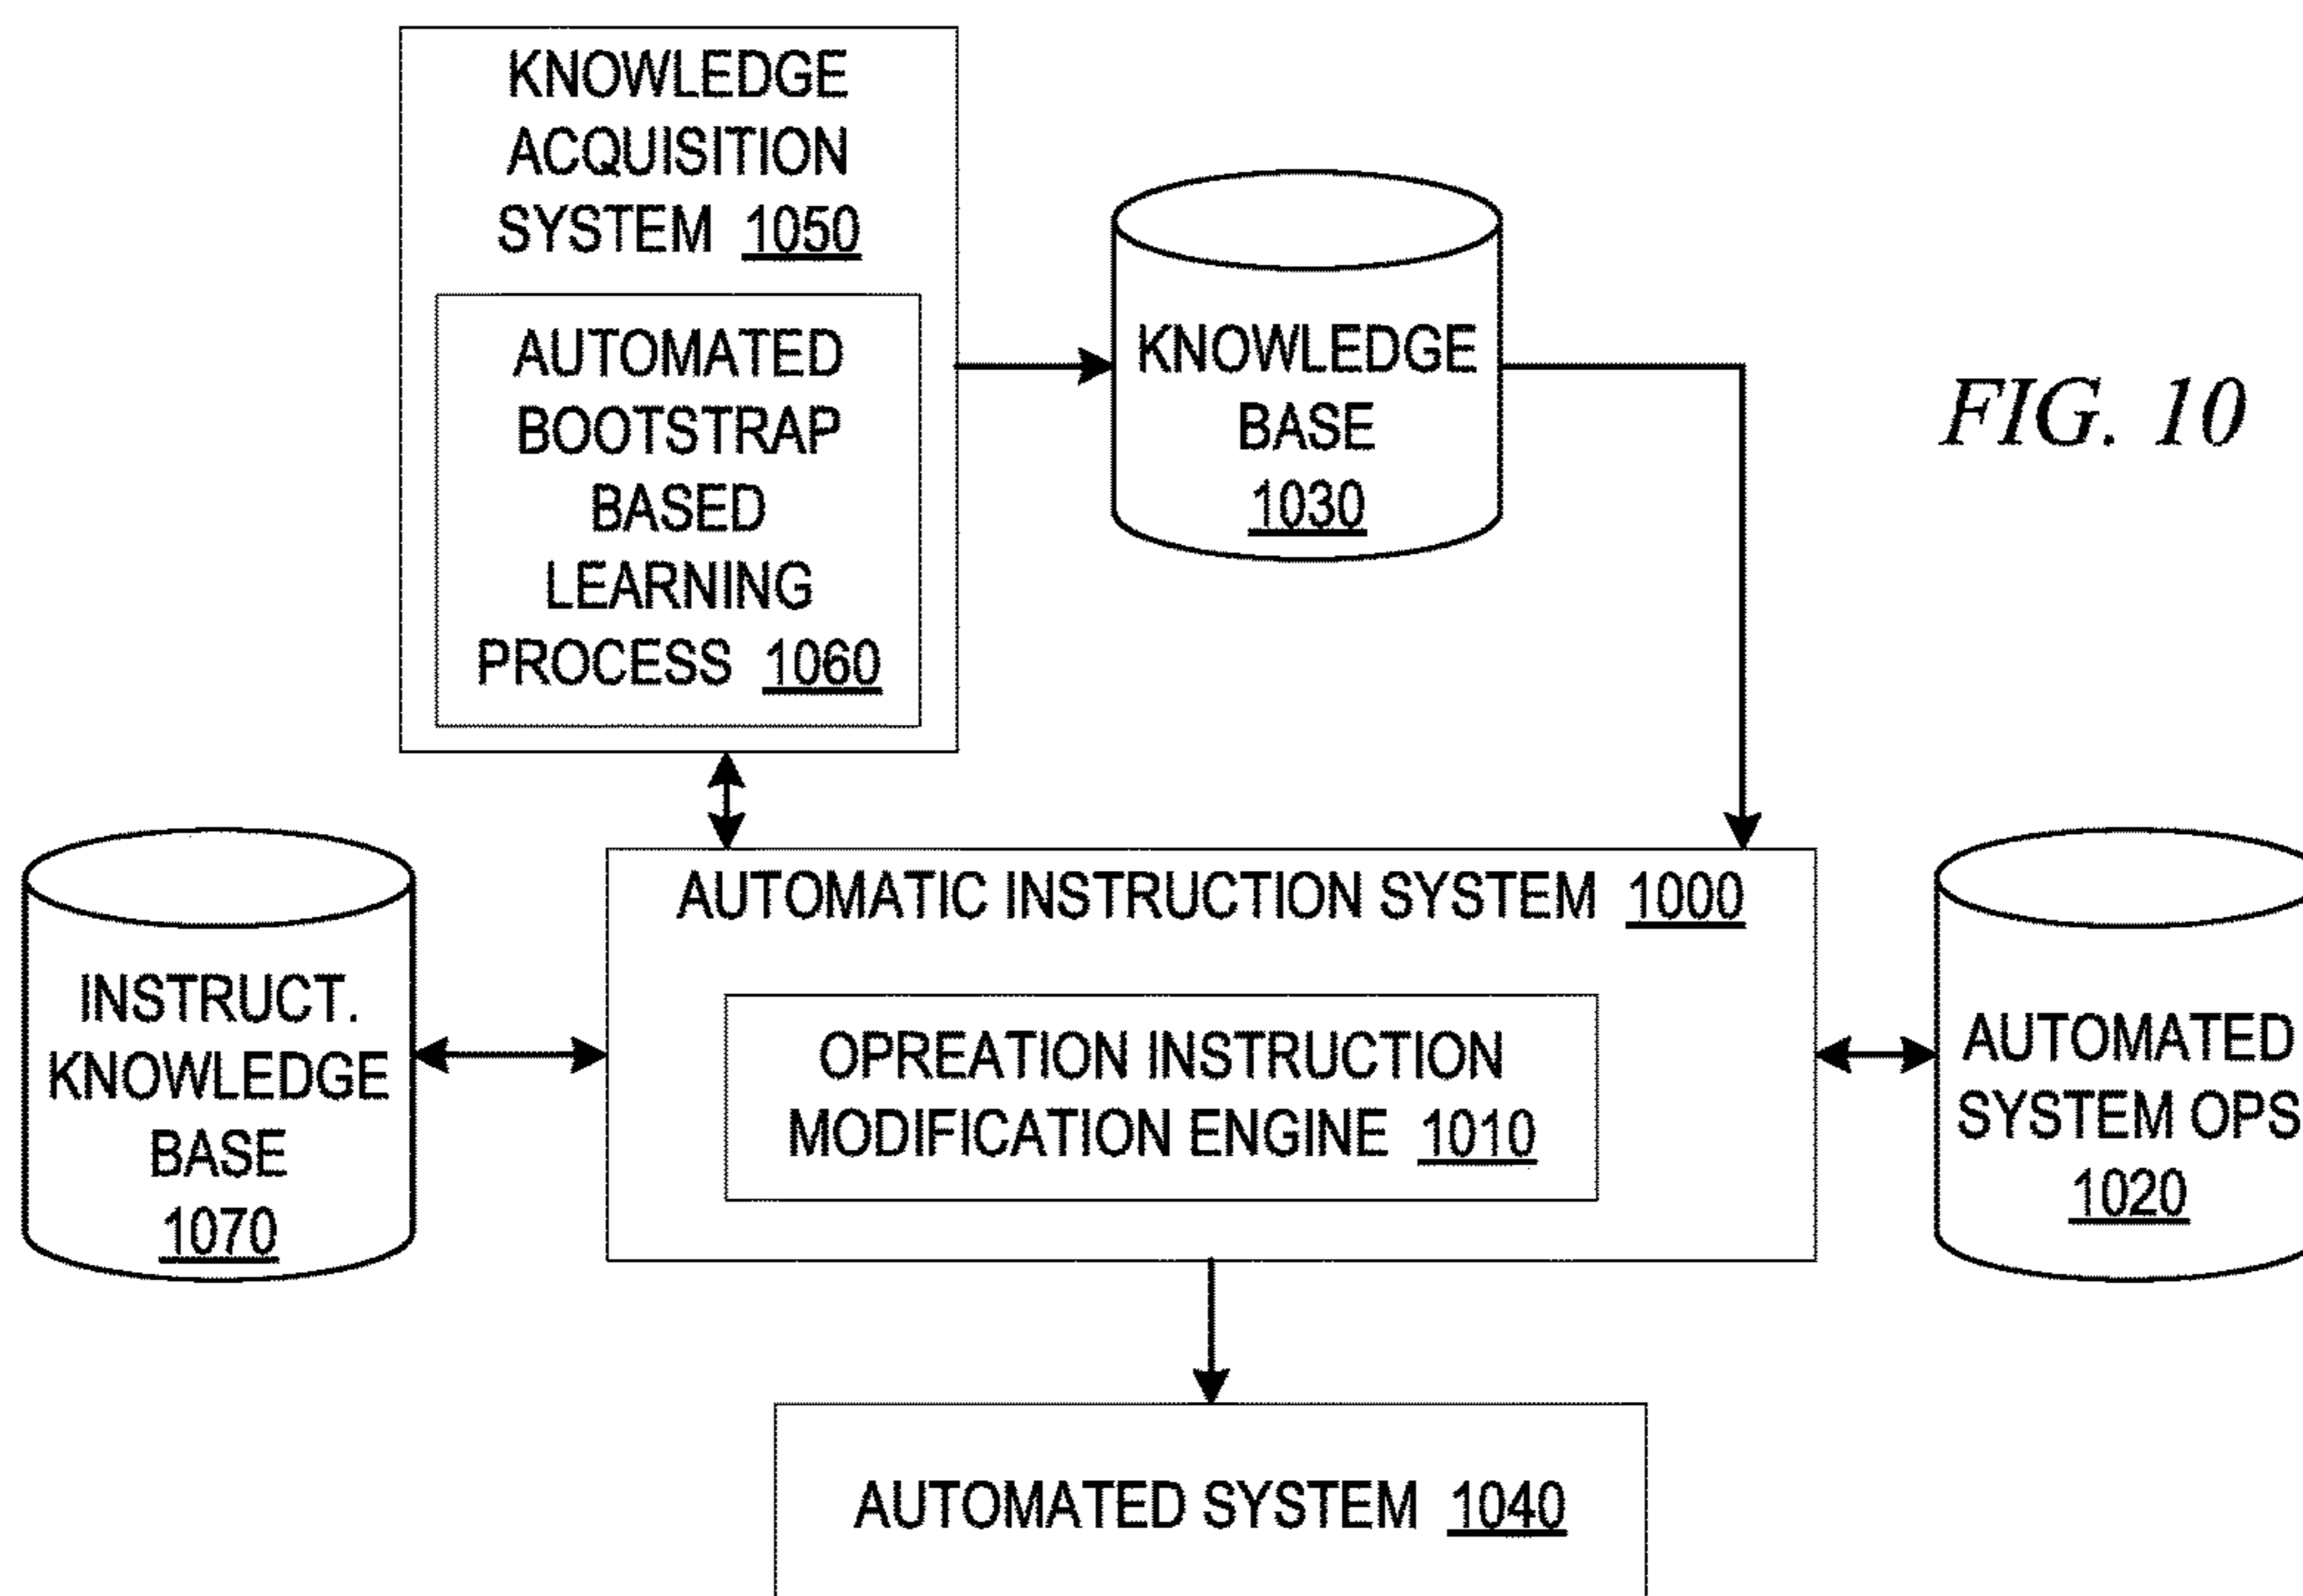 KNOWLEDGE
ACQUISITION
SYSTEM 1050
AUTOMATED
BOOTSTRAP
BASED
LEARNING
PROCESS 1060
KNOWLEDGE
BASE
1030
FIG. 10
INSTRUCT.
KNOWLEDGE
BASE
1070
AUTOMATIC INSTRUCTION SYSTEM 1000
OPREATION INSTRUCTION
MODIFICATION ENGINE 1010
AUTOMATED
SYSTEM OPS
1020
AUTOMATED SYSTEM 1040